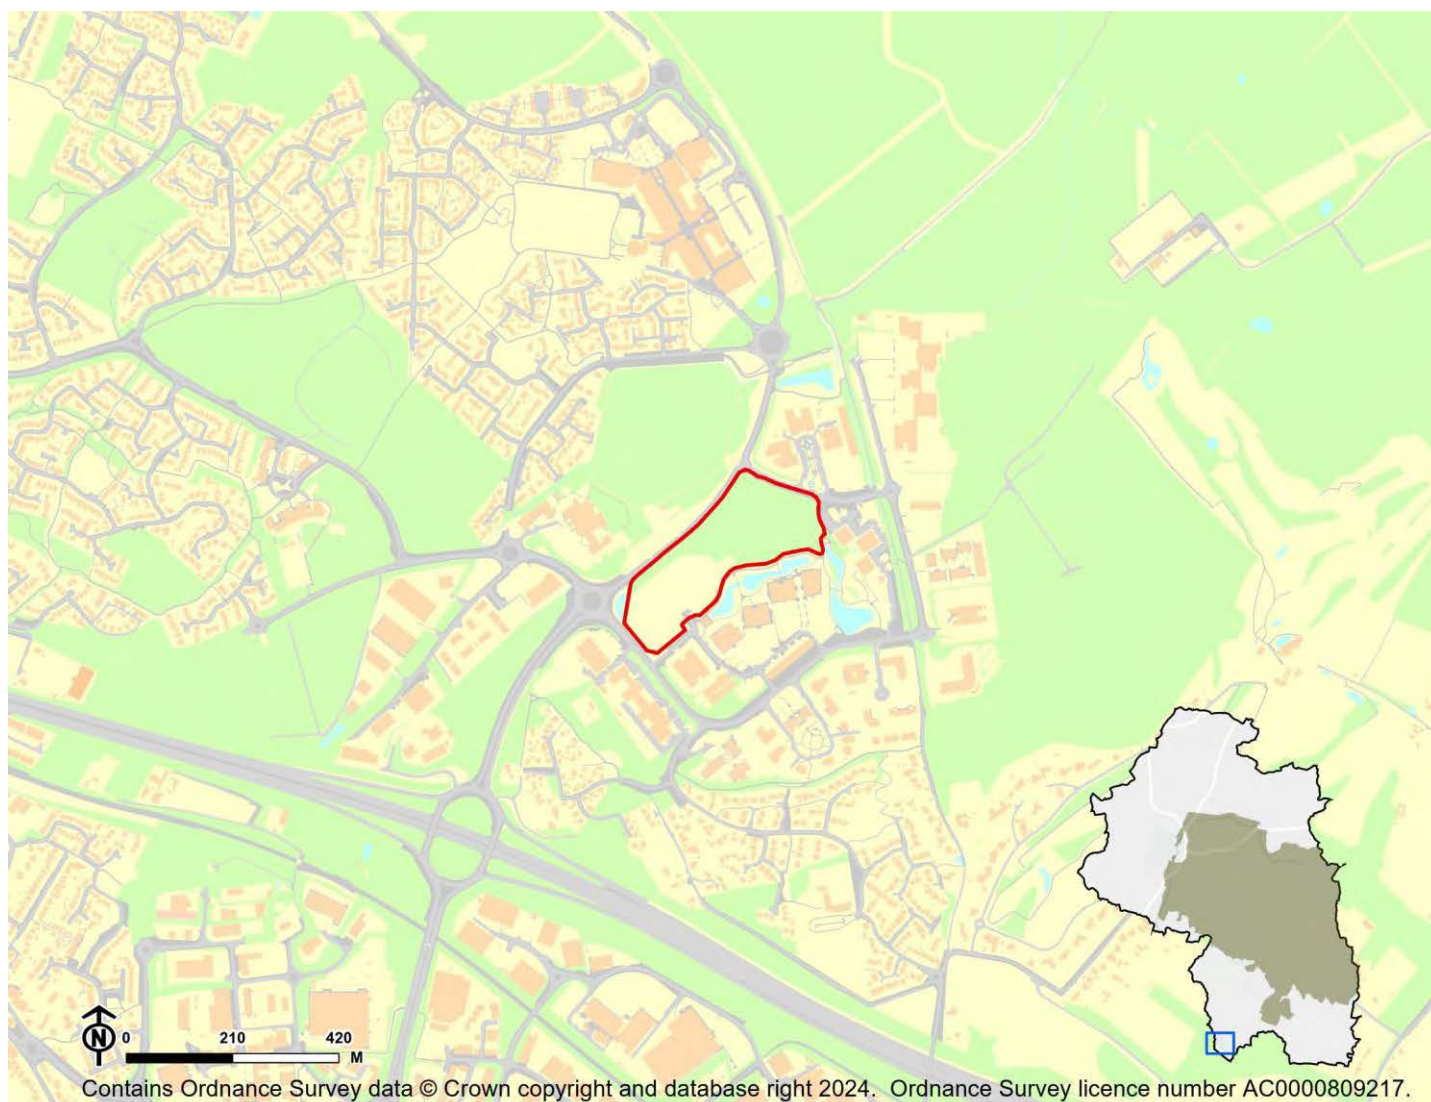 N
0 210 420
M
Contains Ordnance Survey data © Crown copyright and database right 2024. Ordnance Survey licence number AC0000809217.